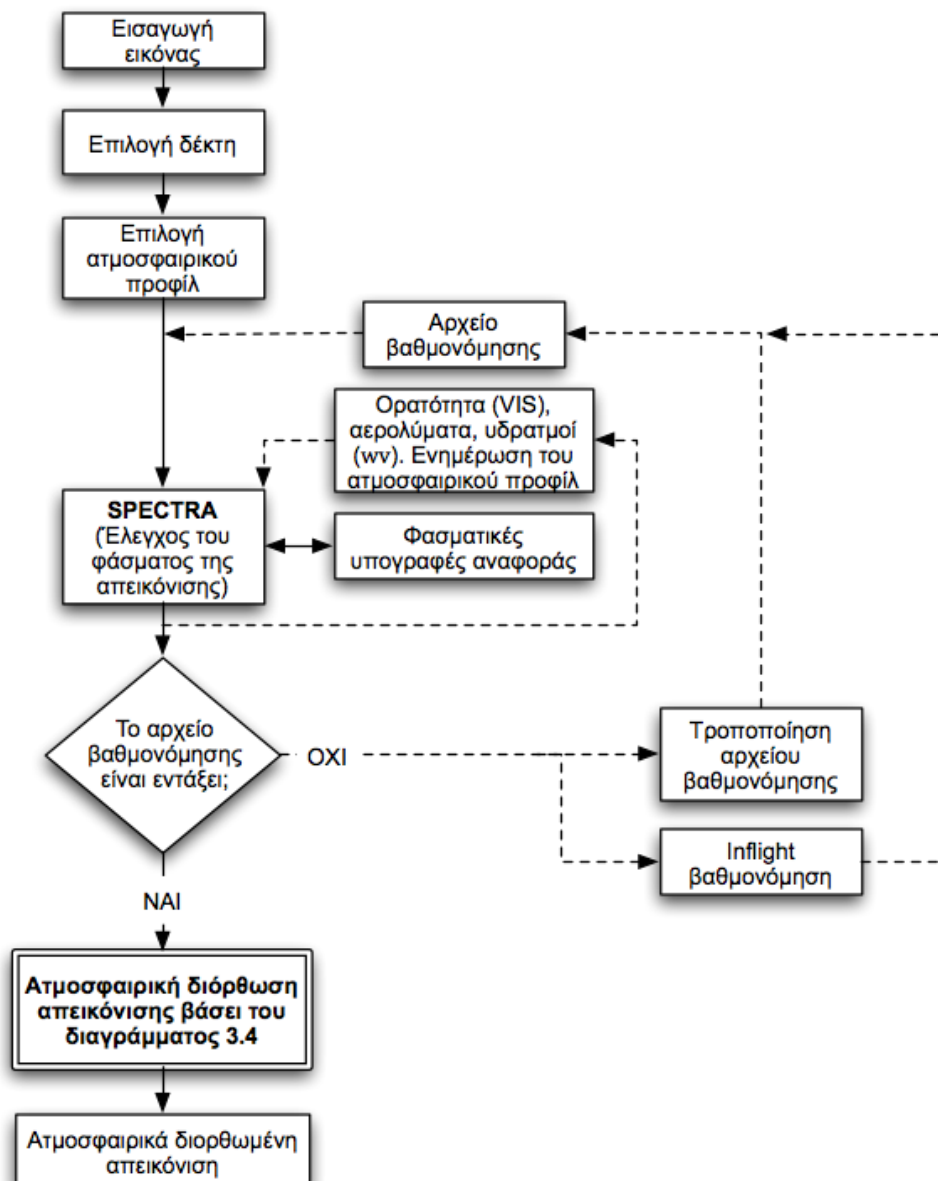 Εισαγωγή
εικόνας
Επιλογή δέκτη
Επιλογή
ατμοσφαιρικού
προφίλ
Αρχείο
βαθμονόμησης
Ορατότητα (VIS),
αερολύματα, υδρατμοί
(wv). Ενημέρωση του
ατμοσφαιρικού προφίλ
SPECTRA
(Έλεγχος του
φάσματος της
απεικόνισης)
Φασματικές
υπογραφές αναφοράς
Το αρχείο
βαθμονόμησης
είναι εντάξει;
ΟΧΙ
Τροπποποίηση
αρχείου
βαθμονόμησης
Inflight
βαθμονόμηση
ΝΑΙ
Ατμοσφαιρική διόρθωση
απεικόνισης βάσει του
διαγράμματος 3.4
Ατμοσφαιρικά διορθωμένη
απεικόνιση